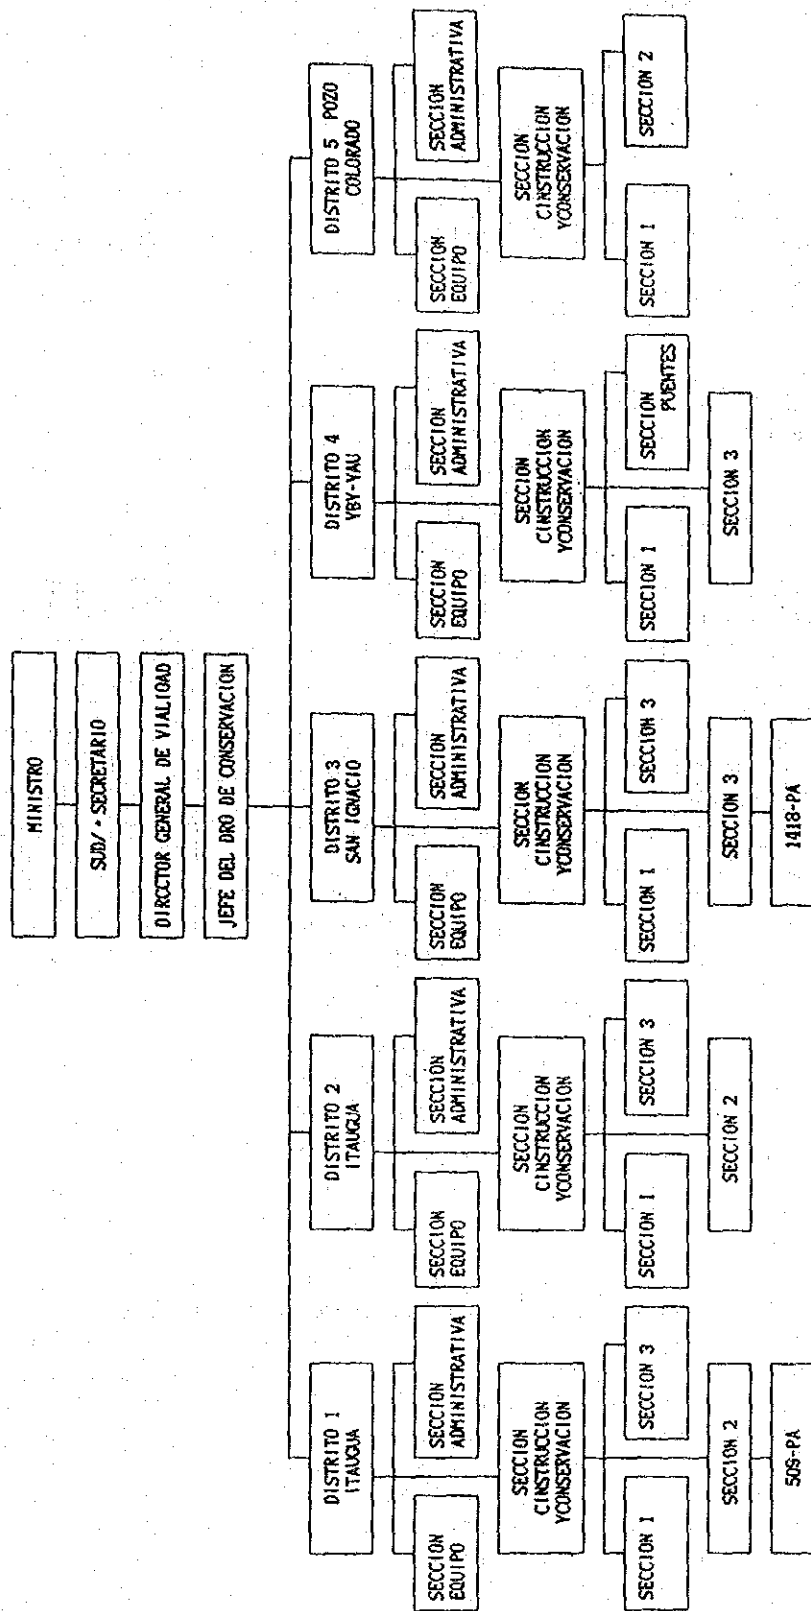 MINISTRO
SUD/ • SECRETARIO
DIRCCTOR GENERAL DE VIALIDAD
JEFE DEL DRO DE CONSERVACION
DISTRITO 1
ITAUGUA
DISTRITO 2
ITAUGUA
DISTRITO 3
SAN IGNACIO
DISTRITO 4
YBY-YAU
DISTRITO 5 POZO
COLORADO
SECCION
EQUIPO
SECCION
ADMINISTRATIVA
SECCION
EQUIPO
SECCION
ADMINISTRATIVA
SECCION
EQUIPO
SECCION
ADMINISTRATIVA
SECCION
EQUIPO
SECCION
ADMINISTRATIVA
SECCION
EQUIPO
SECCION
ADMINISTRATIVA
SECCION
CINSTRUCCION
YCONSERVACION
SECCION
CINSTRUCCION
YCONSERVACION
SECCION
CINSTRUCCION
YCONSERVACION
SECCION
CINSTRUCCION
YCONSERVACION
SECCION
CINSTRUCCION
YCONSERVACION
SECCION 1
SECCION 3
SECCION 1
SECCION 3
SECCION 1
SECCION 3
SECCION 1
SECCION
PUENTES
SECCION 1
SECCION 2
SECCION 2
SECCION 2
SECCION 3
SECCION 3
509-PA
1418-PA